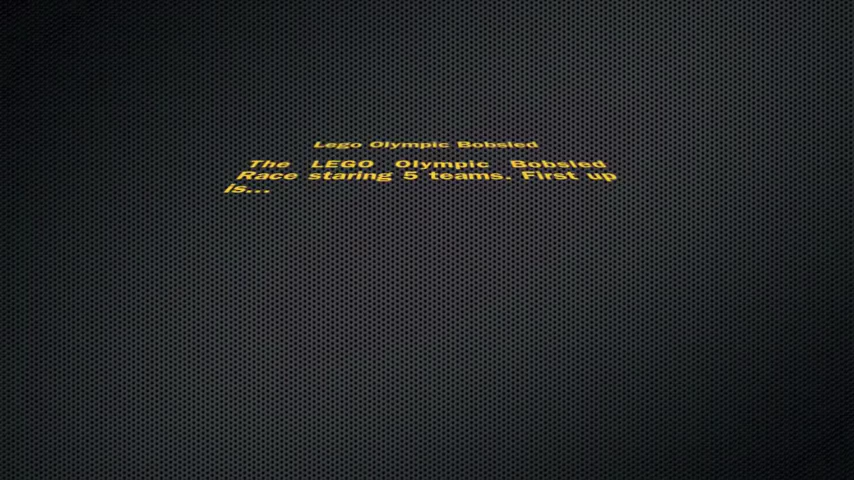 Lego Olympic Bobsled
The LEGO Olympic Bobsled
Race staring 5 teams. First up
is...